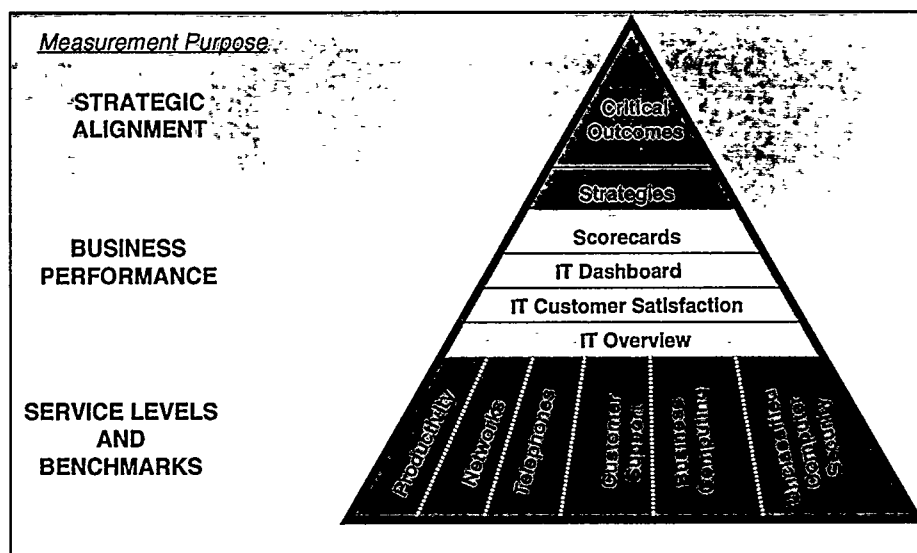 Measurement Purpose
STRATEGIC
ALIGNMENT
Critical
Outcomes
Strategies
BUSINESS
PERFORMANCE
Scorecards
IT Dashboard
IT Customer Satisfaction
IT Overview
SERVICE LEVELS
AND
BENCHMARKS
Productivity
Networks
Telephones
Customer
Support
Business
Computing
Computer
Security